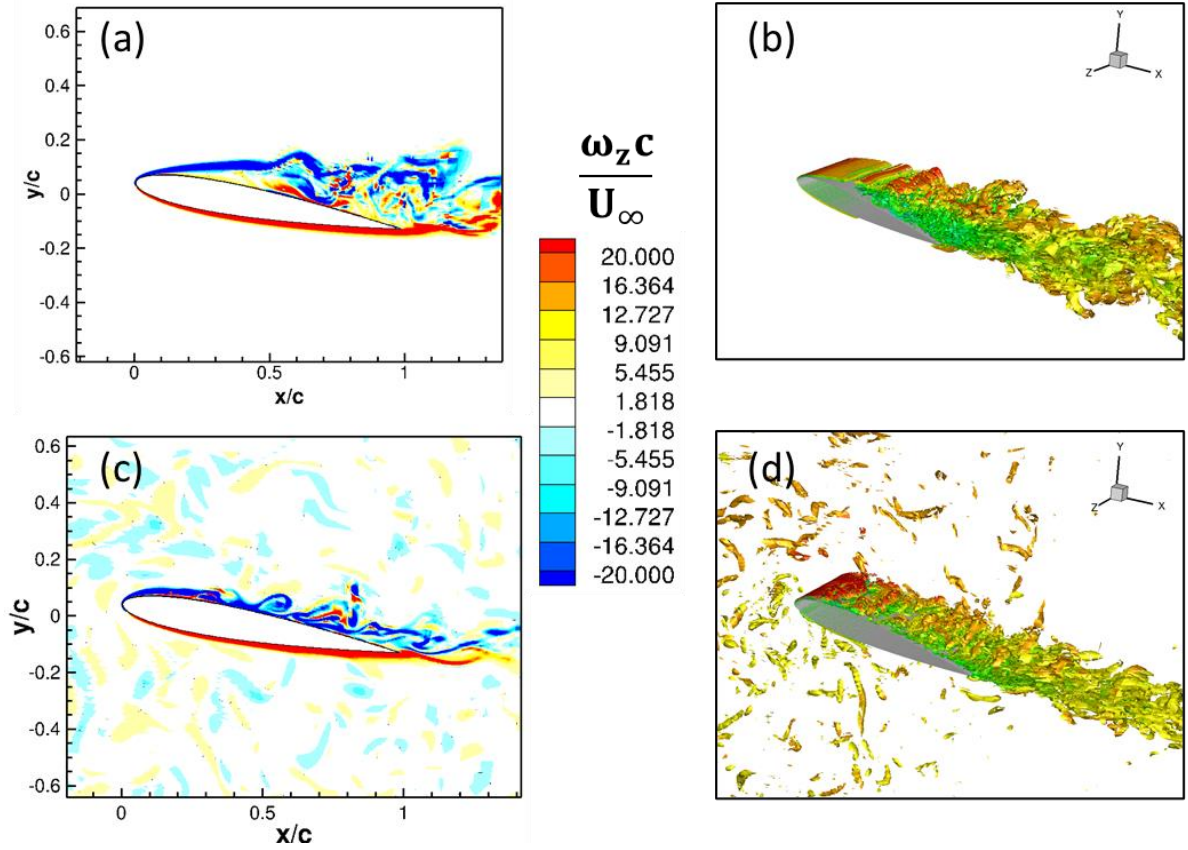 (a)
0.6
0.4
0.2
0
-0.2
-0.4
-0.6
y/c
0 0.5 1
x/c
(b)
Y
Z X
ω_z c
U_∞
20.000
16.364
12.727
9.091
5.455
1.818
-1.818
-5.455
-9.091
-12.727
-16.364
-20.000
(c)
0.6
0.4
0.2
0
-0.2
-0.4
-0.6
y/c
0 0.5 1
x/c
(d)
Y
Z X